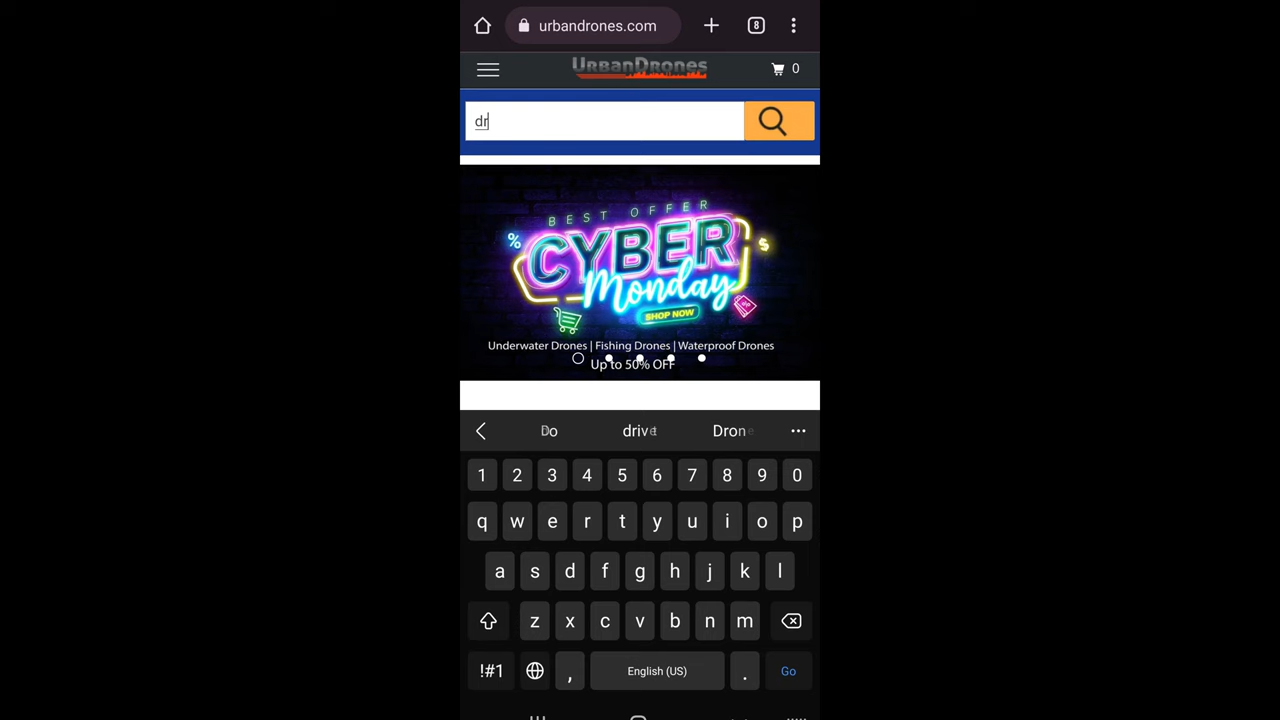 urbandrones.com 8
URBANDRONES 0
dr
BEST OFFER
% CYBER $
Monday
SHOP NOW
Underwater Drones | Fishing Drones | Waterproof Drones
Up to 50% OFF
Do drive Drone
1 2 3 4 5 6 7 8 9 0
q w e r t y u i o p
a s d f g h j k l
z x c v b n m
!#1 , English (US) . Go